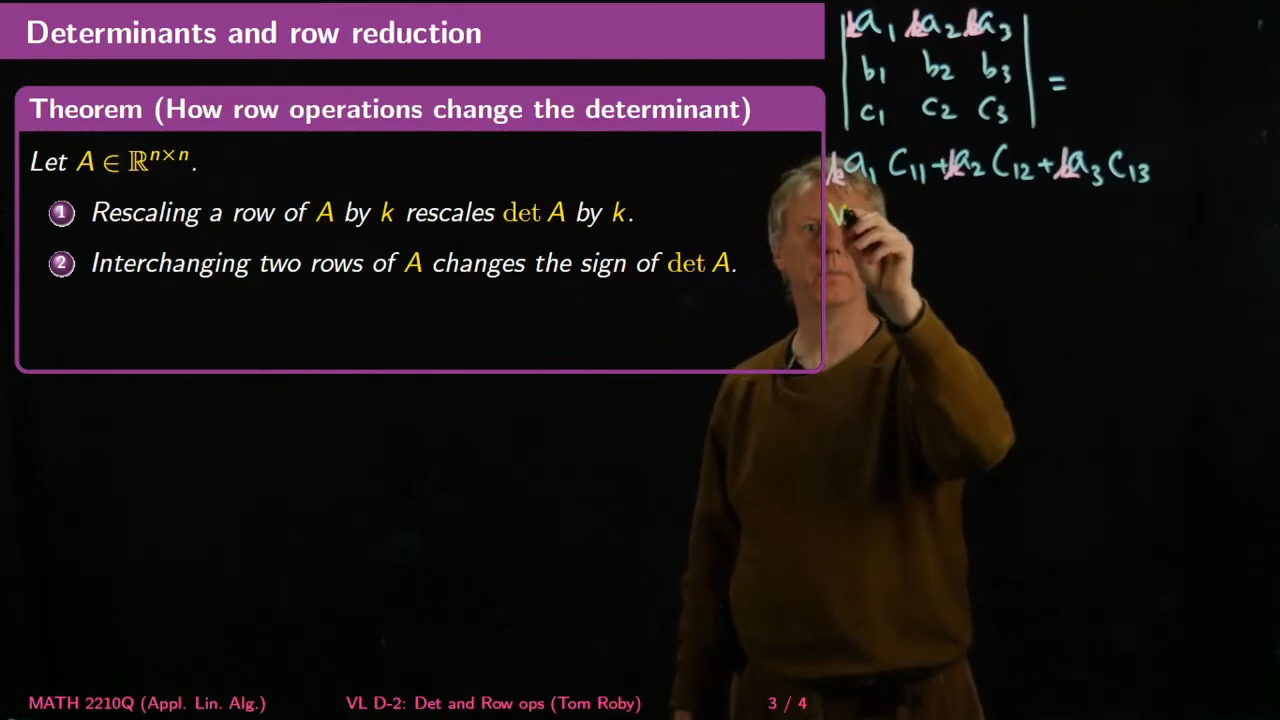 Determinants and row reduction
Theorem (How row operations change the determinant)
Let A ∈ ℝⁿˣⁿ.
1 Rescaling a row of A by k rescales det A by k.
2 Interchanging two rows of A changes the sign of det A.
| ka₁ ka₂ ka₃ |
| b₁ b₂ b₃ | =
| c₁ c₂ c₃ |
ka₁ C₁₁ + ka₂ C₁₂ + ka₃ C₁₃
MATH 2210Q (Appl. Lin. Alg.) VL D-2: Det and Row ops (Tom Roby) 3 / 4